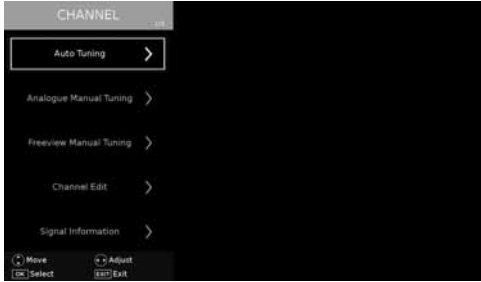 CHANNEL
Auto Tuning
Analogue Manual Tuning
Freeview Manual Tuning
Channel Edit
Signal Information
Move Adjust
OK Select EXIT Exit